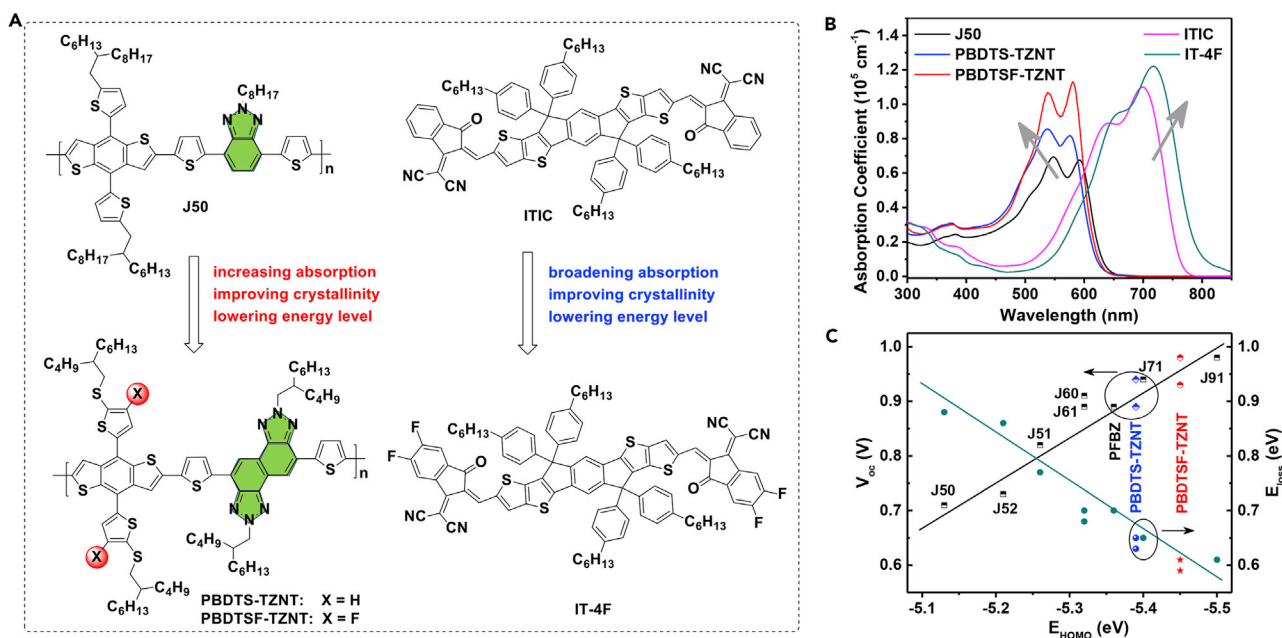 A
C6H13
C8H17
S
C8H17
N
N
N
S
S
S
S
n
S
C8H17
C6H13
J50
C6H13
C6H13
NC
CN
O
S
S
S
S
O
NC
CN
C6H13
C6H13
ITIC
increasing absorption
improving crystallinity
lowering energy level
broadening absorption
improving crystallinity
lowering energy level
C6H13
C4H9
S
X
S
C6H13
C4H9
N
N
N
S
S
S
S
n
N
N
N
S
X
S
C4H9
C6H13
C4H9
C6H13
PBDTS-TZNT: X = H
PBDTSF-TZNT: X = F
C6H13
C6H13
NC
CN
F
F
O
S
S
S
S
O
F
F
NC
CN
C6H13
C6H13
IT-4F
B
J50
PBDTS-TZNT
PBDTSF-TZNT
ITIC
IT-4F
Asborption Coefficient (10⁵ cm⁻¹)
1.2
1.0
0.8
0.6
0.4
0.2
0.0
300 400 500 600 700 800
Wavelength (nm)
C
1.0
0.9
0.8
0.7
0.6
Voc (V)
J50
J52
J51
J60
J61
PFBZ
PBDTS-TZNT
J71
PBDTSF-TZNT
J91
1.0
0.9
0.8
0.7
0.6
Eloss (eV)
-5.1 -5.2 -5.3 -5.4 -5.5
EHOMO (eV)